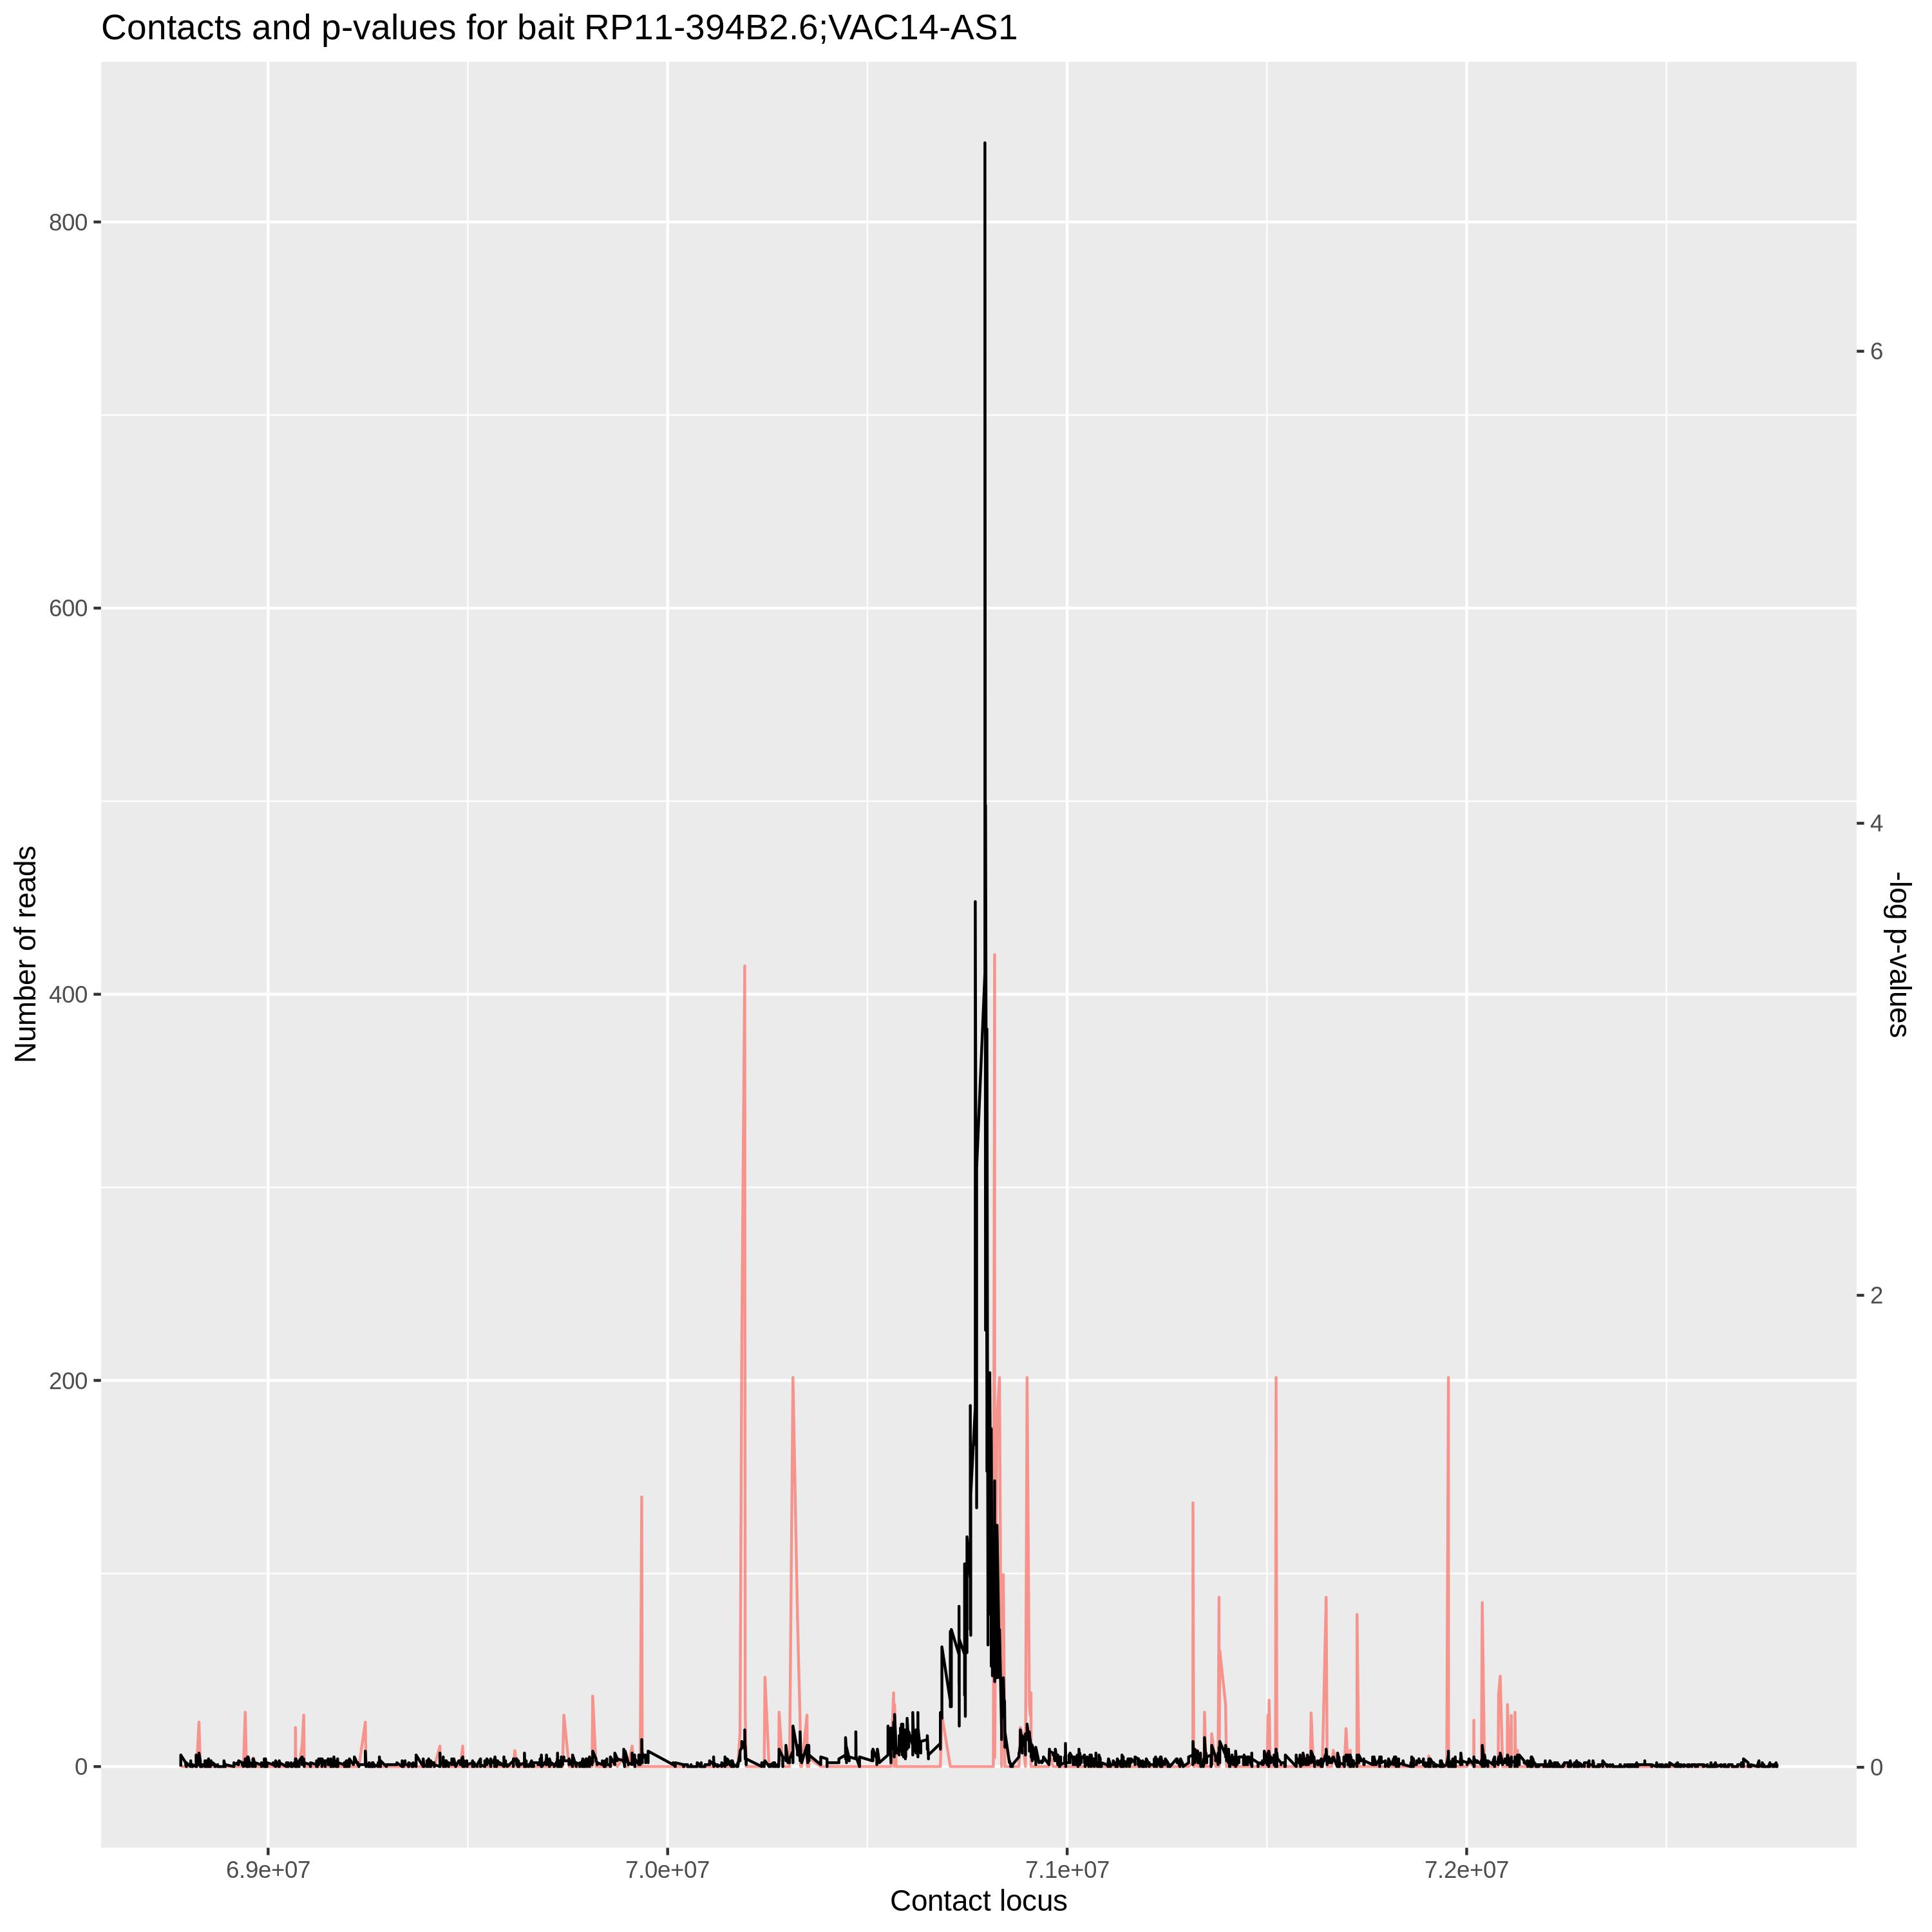 Contacts and p-values for bait RP11-394B2.6;VAC14-AS1
800
600
400
200
0
Number of reads
6
4
2
0
-log p-values
6.9e+07
7.0e+07
7.1e+07
7.2e+07
Contact locus